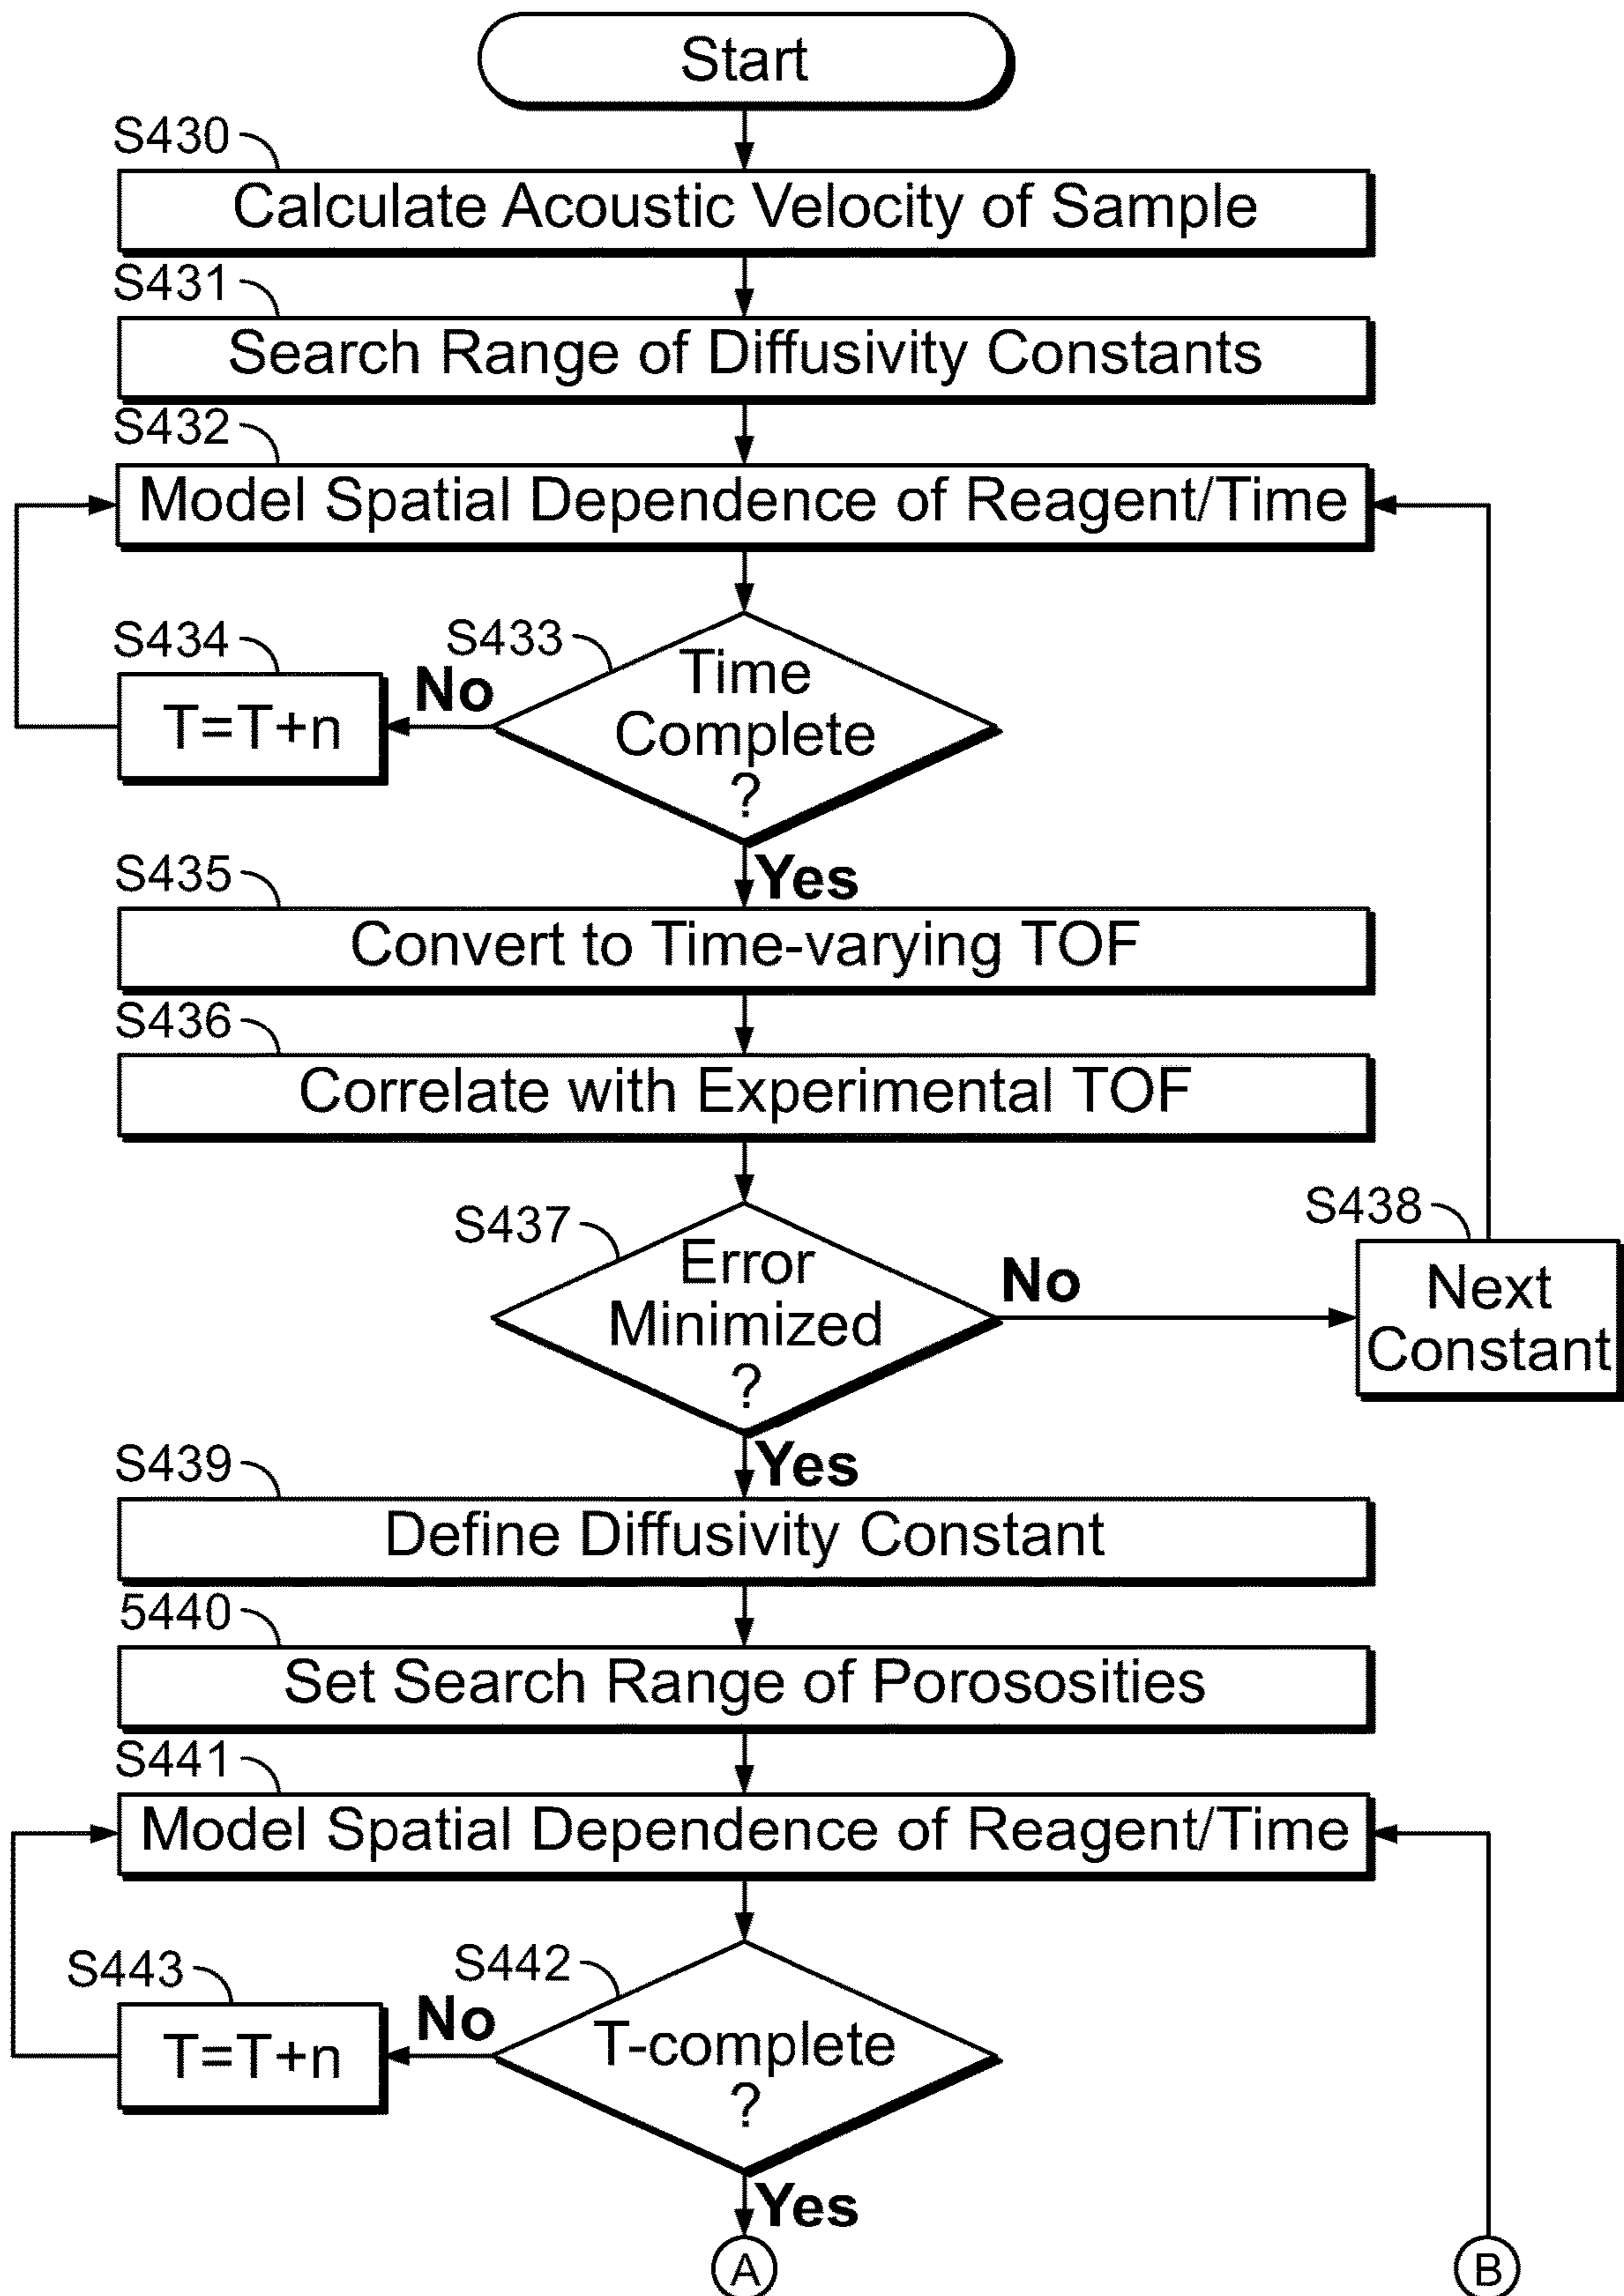 Start
S430
Calculate Acoustic Velocity of Sample
S431
Search Range of Diffusivity Constants
S432
Model Spatial Dependence of Reagent/Time
S434
S433
T=T+n
No
Time
Complete
?
Yes
S435
Convert to Time-varying TOF
S436
Correlate with Experimental TOF
S437
Error
Minimized
?
No
S438
Next
Constant
Yes
S439
Define Diffusivity Constant
5440
Set Search Range of Porososities
S441
Model Spatial Dependence of Reagent/Time
S443
S442
T=T+n
No
T-complete
?
Yes
A
B